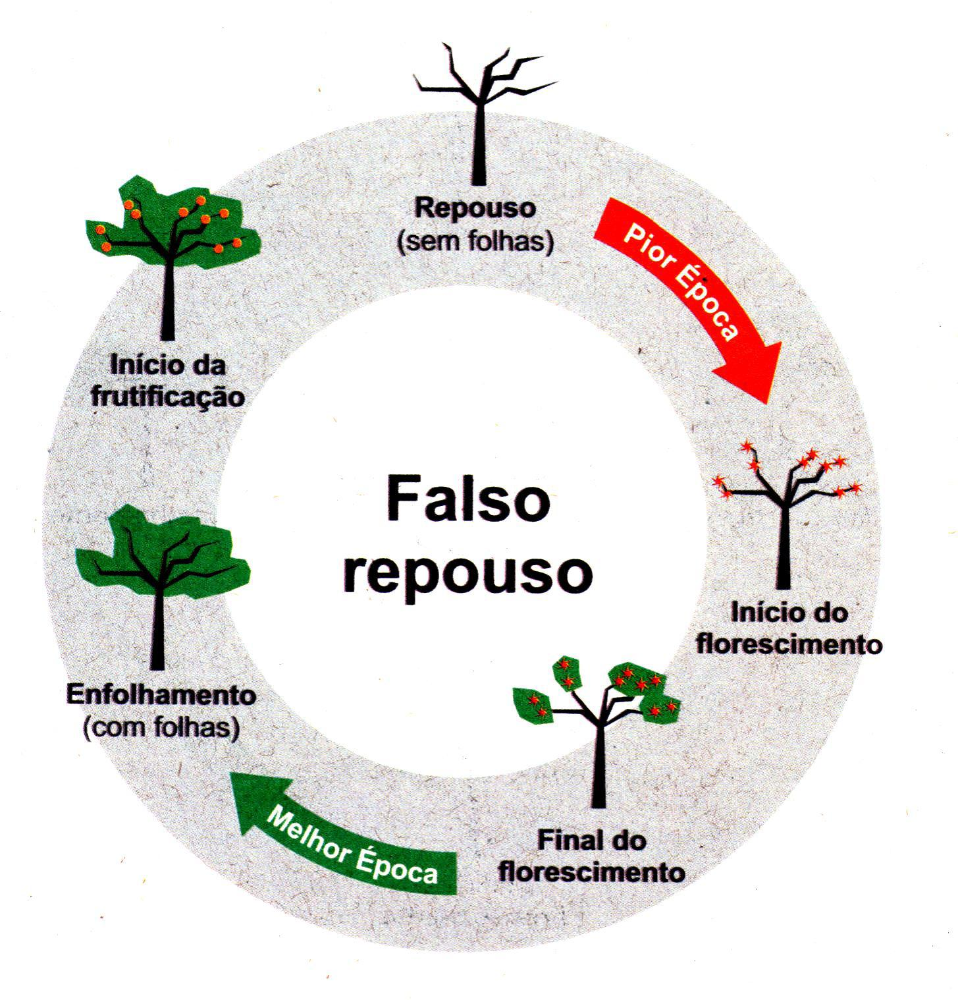 Repouso
(sem folhas)
Pior Época
Início do
florescimento
Final do
florescimento
Melhor Época
Enfolhamento
(com folhas)
Início da
frutificação
Falso
repouso